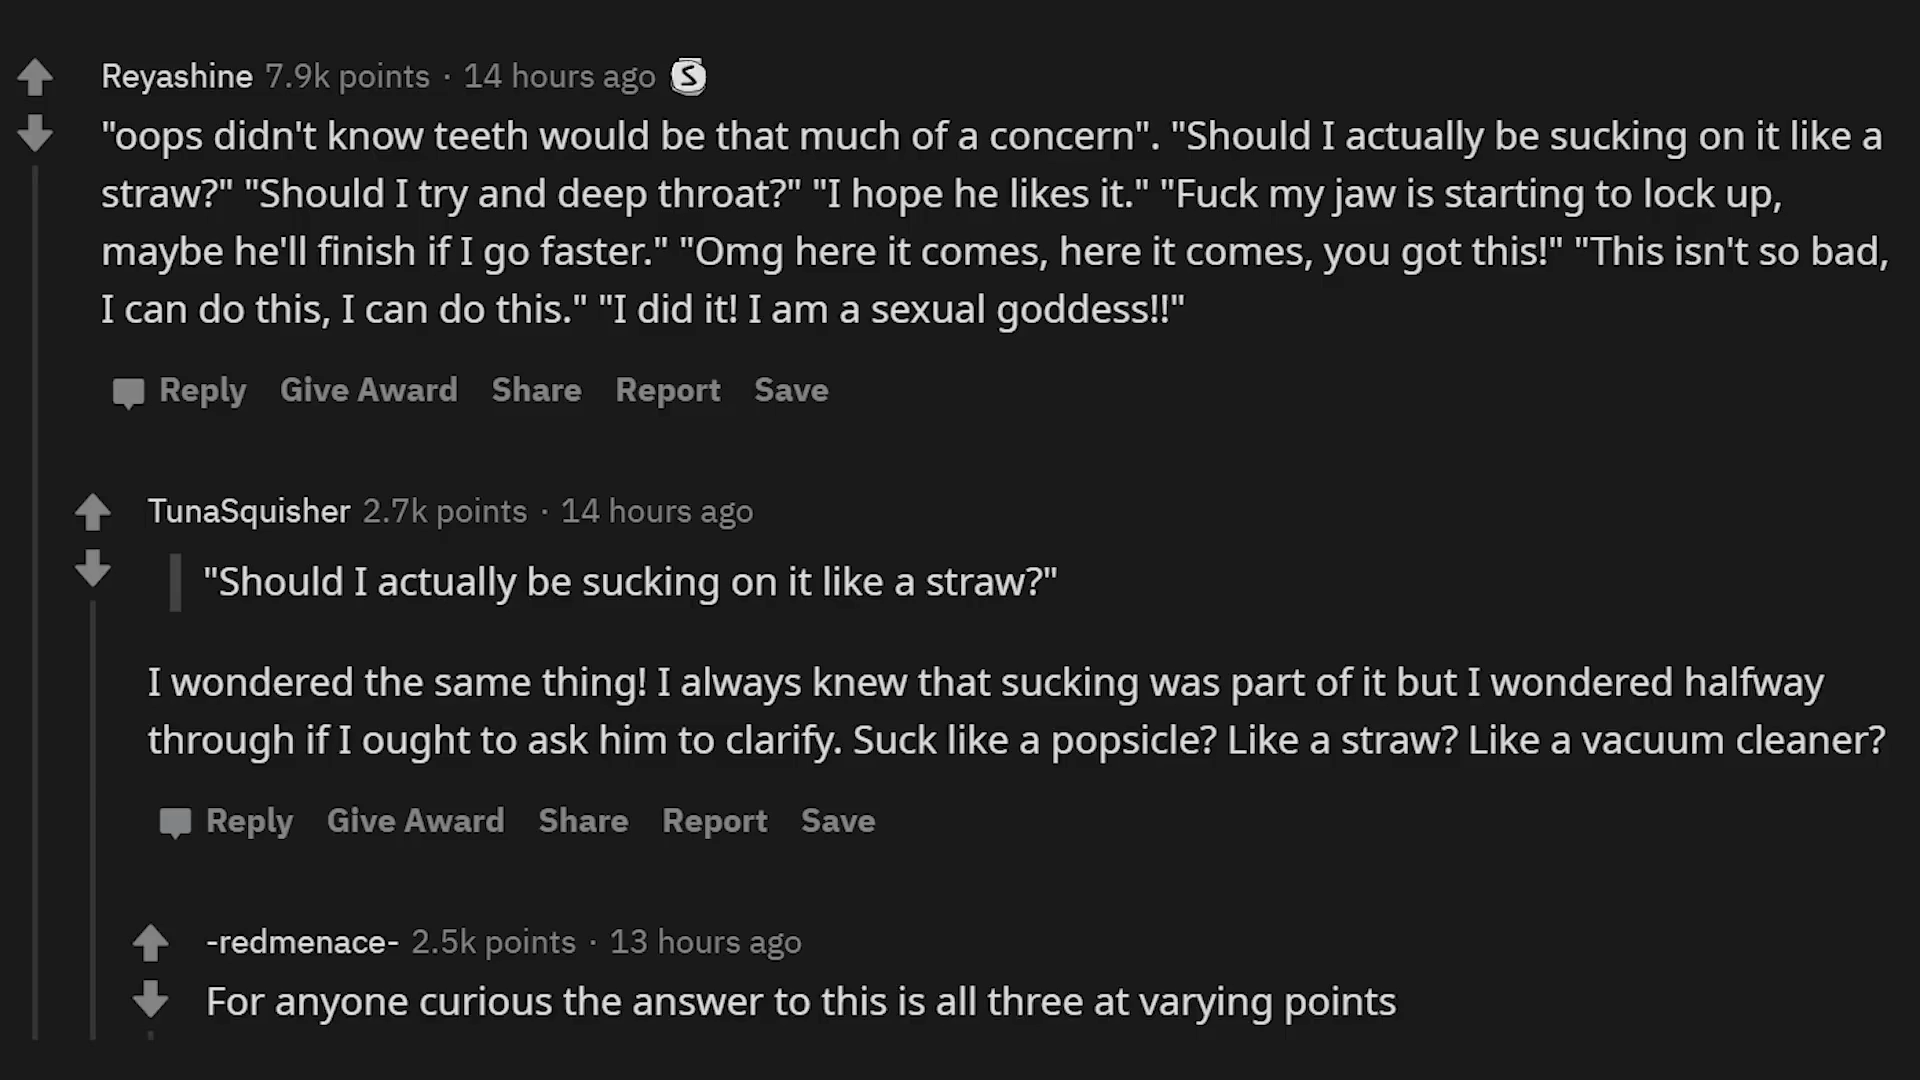 Reyashine 7.9k points · 14 hours ago S
"oops didn't know teeth would be that much of a concern". "Should I actually be sucking on it like a
straw?" "Should I try and deep throat?" "I hope he likes it." "Fuck my jaw is starting to lock up,
maybe he'll finish if I go faster." "Omg here it comes, here it comes, you got this!" "This isn't so bad,
I can do this, I can do this." "I did it! I am a sexual goddess!!"
Reply Give Award Share Report Save
TunaSquisher 2.7k points · 14 hours ago
"Should I actually be sucking on it like a straw?"
I wondered the same thing! I always knew that sucking was part of it but I wondered halfway
through if I ought to ask him to clarify. Suck like a popsicle? Like a straw? Like a vacuum cleaner?
Reply Give Award Share Report Save
-redmenace- 2.5k points · 13 hours ago
For anyone curious the answer to this is all three at varying points